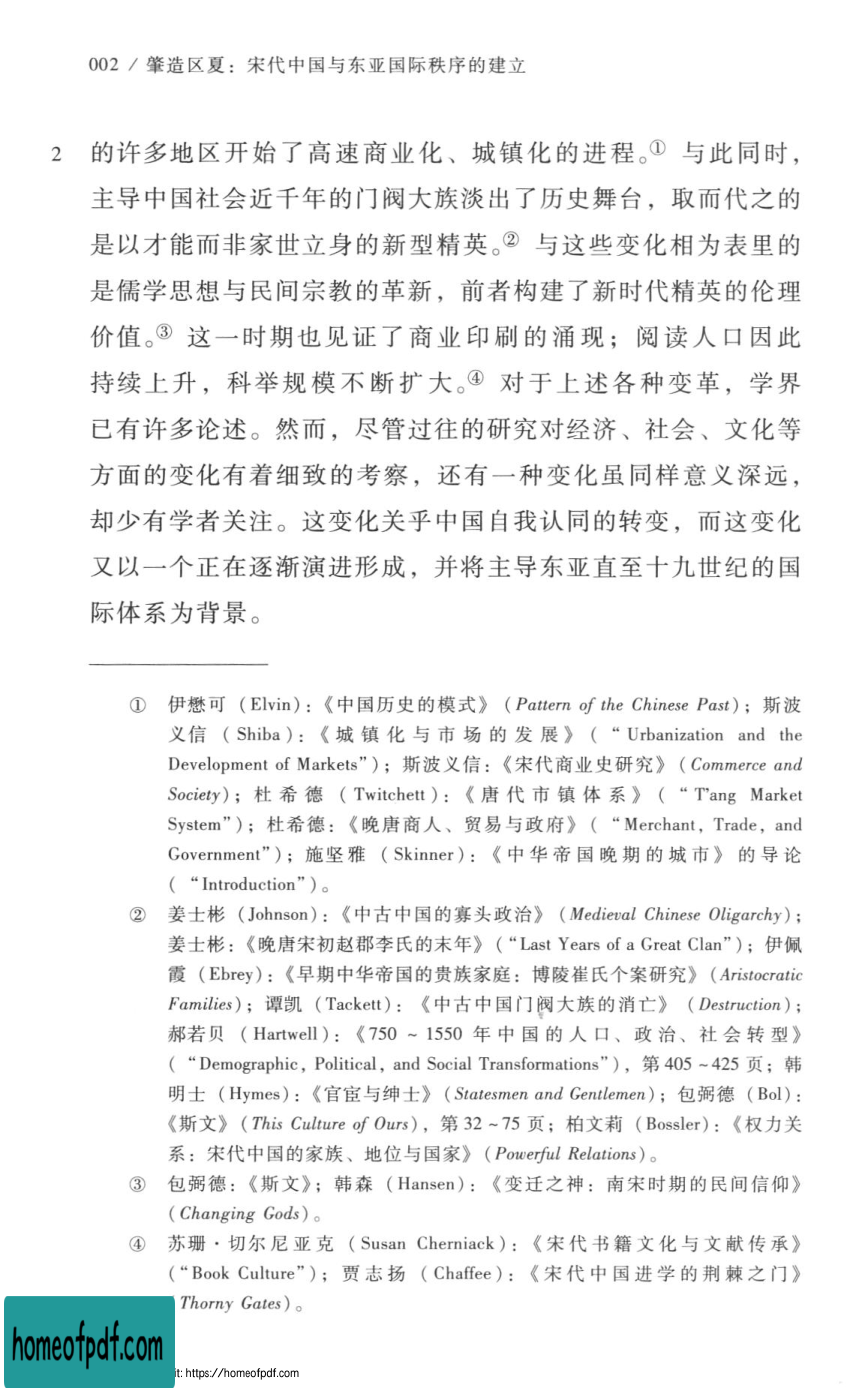 002 / 肇造区夏：宋代中国与东亚国际秩序的建立
2 的许多地区开始了高速商业化、城镇化的进程。① 与此同时，
主导中国社会近千年的门阀大族淡出了历史舞台，取而代之的
是以才能而非家世立身的新型精英。② 与这些变化相为表里的
是儒学思想与民间宗教的革新，前者构建了新时代精英的伦理
价值。③ 这一时期也见证了商业印刷的涌现；阅读人口因此
持续上升，科举规模不断扩大。④ 对于上述各种变革，学界
已有许多论述。然而，尽管过往的研究对经济、社会、文化等
方面的变化有着细致的考察，还有一种变化虽同样意义深远，
却少有学者关注。这变化关乎中国自我认同的转变，而这变化
又以一个正在逐渐演进形成，并将主导东亚直至十九世纪的国
际体系为背景。
① 伊懋可（Elvin）：《中国历史的模式》（Pattern of the Chinese Past）；斯波
义信（Shiba）：《城镇化与市场的发展》（“Urbanization and the
Development of Markets”）；斯波义信：《宋代商业史研究》（Commerce and
Society）；杜希德（Twitchett）：《唐代市镇体系》（“T'ang Market
System”）；杜希德：《晚唐商人、贸易与政府》（“Merchant, Trade, and
Government”）；施坚雅（Skinner）：《中华帝国晚期的城市》的导论
（“Introduction”）。
② 姜士彬（Johnson）：《中古中国的寡头政治》（Medieval Chinese Oligarchy）；
姜士彬：《晚唐宋初赵郡李氏的末年》（“Last Years of a Great Clan”）；伊佩
霞（Ebrey）：《早期中华帝国的贵族家庭：博陵崔氏个案研究》（Aristocratic
Families）；谭凯（Tackett）：《中古中国门阀大族的消亡》（Destruction）；
郝若贝（Hartwell）：《750 ~ 1550 年中国的人口、政治、社会转型》
（“Demographic, Political, and Social Transformations”），第 405 ~ 425 页；韩
明士（Hymes）：《官宦与绅士》（Statesmen and Gentlemen）；包弼德（Bol）：
《斯文》（This Culture of Ours），第 32 ~ 75 页；柏文莉（Bossler）：《权力关
系：宋代中国的家族、地位与国家》（Powerful Relations）。
③ 包弼德：《斯文》；韩森（Hansen）：《变迁之神：南宋时期的民间信仰》
（Changing Gods）。
④ 苏珊·切尔尼亚克（Susan Cherniack）：《宋代书籍文化与文献传承》
（“Book Culture”）；贾志扬（Chaffee）：《宋代中国进学的荆棘之门》
Thorny Gates）。
homeofpdf.com
it: https://homeofpdf.com